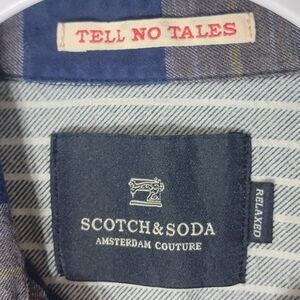 TELL NO TALES
SCOTCH&SODA
AMSTERDAM COUTURE
RELAXED